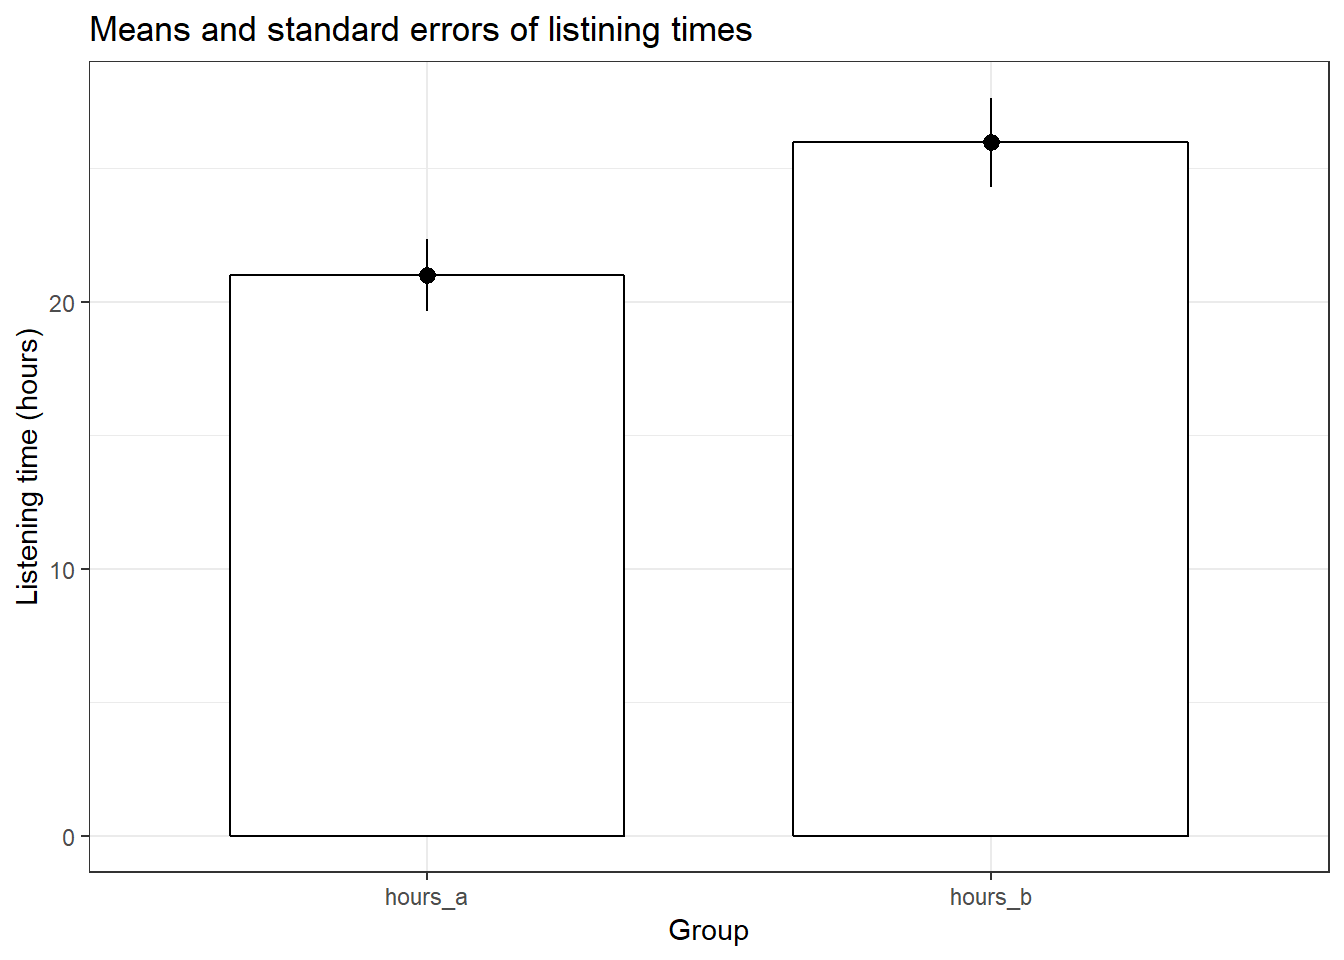 Means and standard errors of listining times
Listening time (hours)
20
10
0
hours_a
hours_b
Group